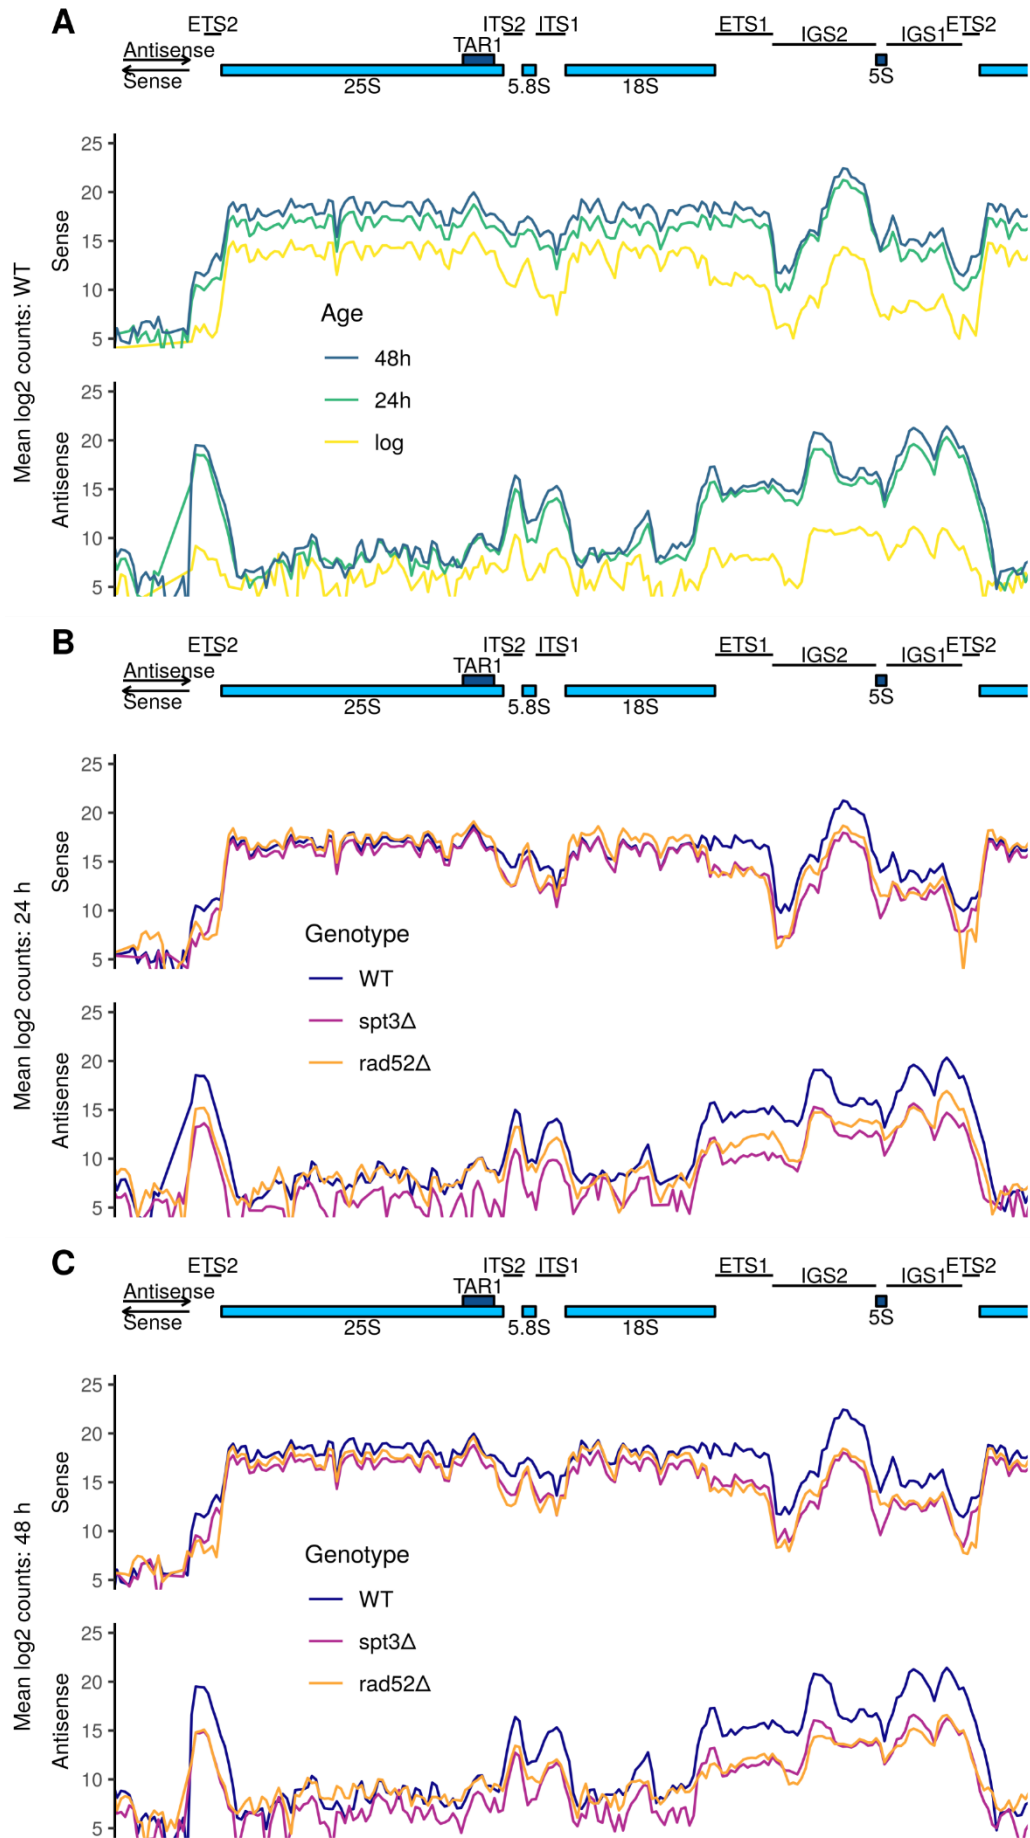 A
ETS2 ITS2 ITS1 ETS1 IGS2 IGS1 ETS2
Antisense TAR1
Sense 25S 5.8S 18S 5S
Mean log2 counts: WT
Sense
25
20
15
10
5
Age
48h
24h
log
Antisense
25
20
15
10
5
B
ETS2 ITS2 ITS1 ETS1 IGS2 IGS1 ETS2
Antisense TAR1
Sense 25S 5.8S 18S 5S
Mean log2 counts: 24 h
Sense
25
20
15
10
5
Genotype
WT
spt3Δ
rad52Δ
Antisense
25
20
15
10
5
C
ETS2 ITS2 ITS1 ETS1 IGS2 IGS1 ETS2
Antisense TAR1
Sense 25S 5.8S 18S 5S
Mean log2 counts: 48 h
Sense
25
20
15
10
5
Genotype
WT
spt3Δ
rad52Δ
Antisense
25
20
15
10
5